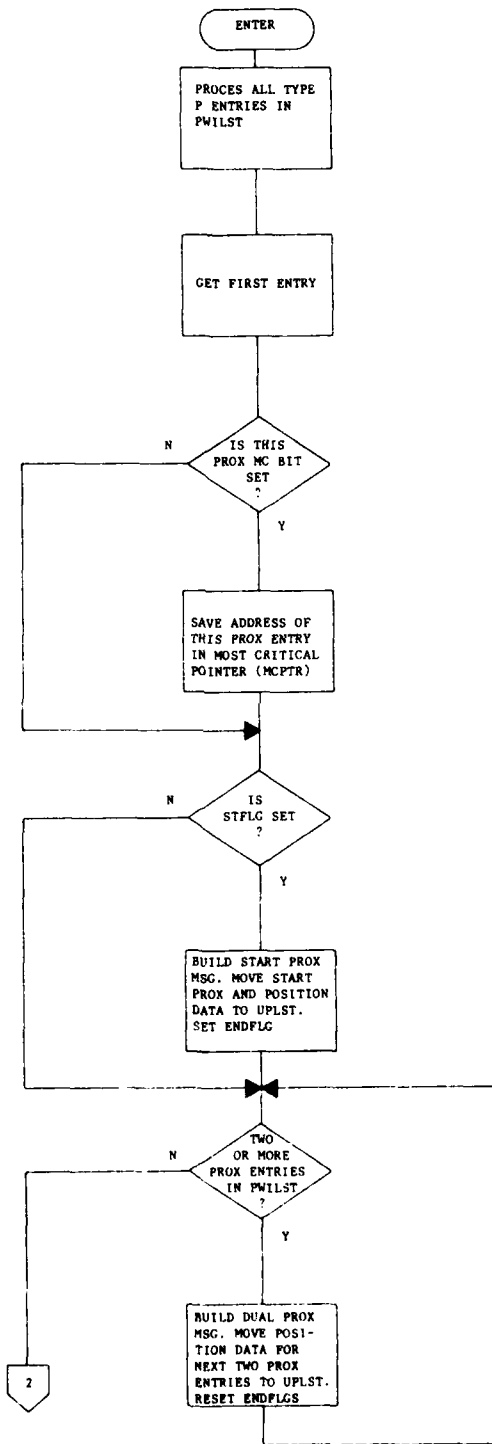 ENTER
PROCES ALL TYPE
P ENTRIES IN
PWILST
GET FIRST ENTRY
N
IS THIS
PROX MC BIT
SET
?
Y
SAVE ADDRESS OF
THIS PROX ENTRY
IN MOST CRITICAL
POINTER (MCPTR)
N
IS
STFLG SET
?
Y
BUILD START PROX
MSG. MOVE START
PROX AND POSITION
DATA TO UPLST.
SET ENDFLG
N
TWO
OR MORE
PROX ENTRIES
IN PWILST
?
Y
BUILD DUAL PROX
MSG. MOVE POSI-
TION DATA FOR
NEXT TWO PROX
ENTRIES TO UPLST.
RESET ENDFLGS
2